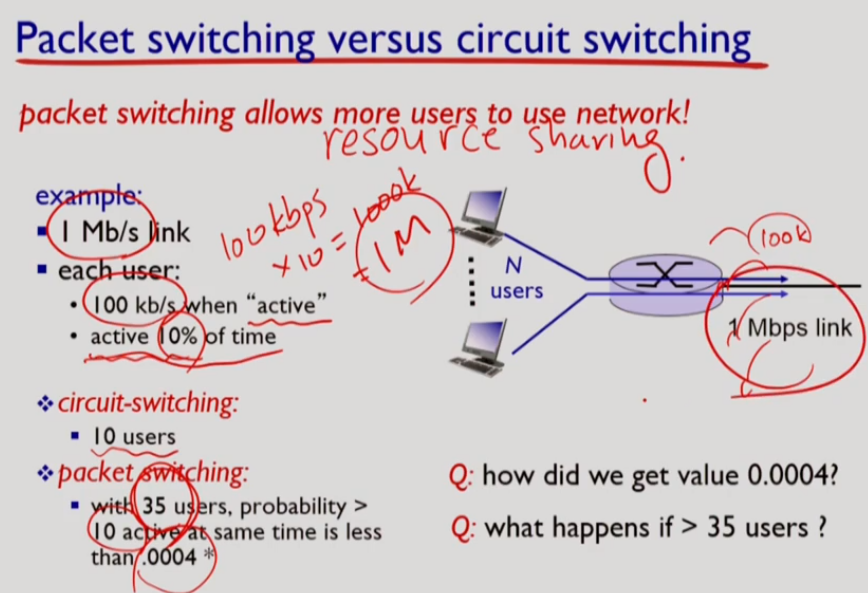 Packet switching versus circuit switching
packet switching allows more users to use network!
resource sharing.
example:
▪ 1 Mb/s link
▪ each user:
• 100 kb/s when "active"
• active 10% of time
100kbps
x 10 = 1000k
= 1M
N
users
100k
1 Mbps link
❖ circuit-switching:
▪ 10 users
❖ packet switching:
▪ with 35 users, probability >
10 active at same time is less
than .0004 *
Q: how did we get value 0.0004?
Q: what happens if > 35 users ?